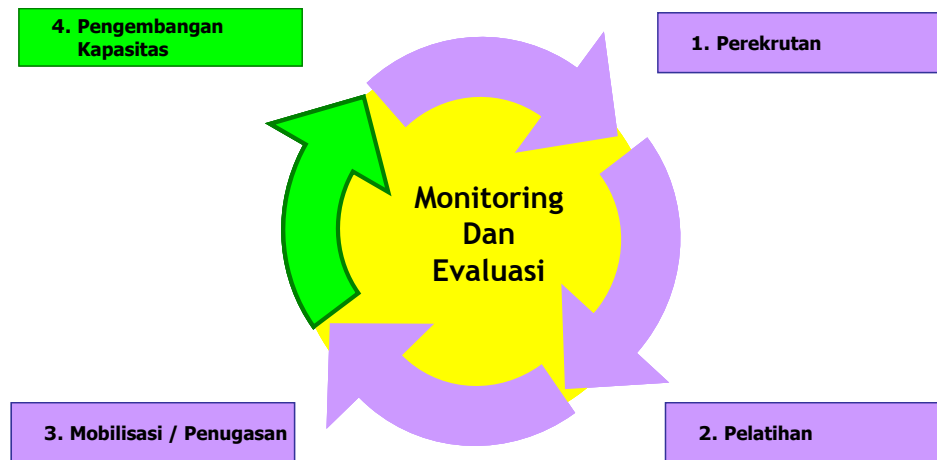 4. Pengembangan
Kapasitas
1. Perekrutan
Monitoring
Dan
Evaluasi
3. Mobilisasi / Penugasan
2. Pelatihan